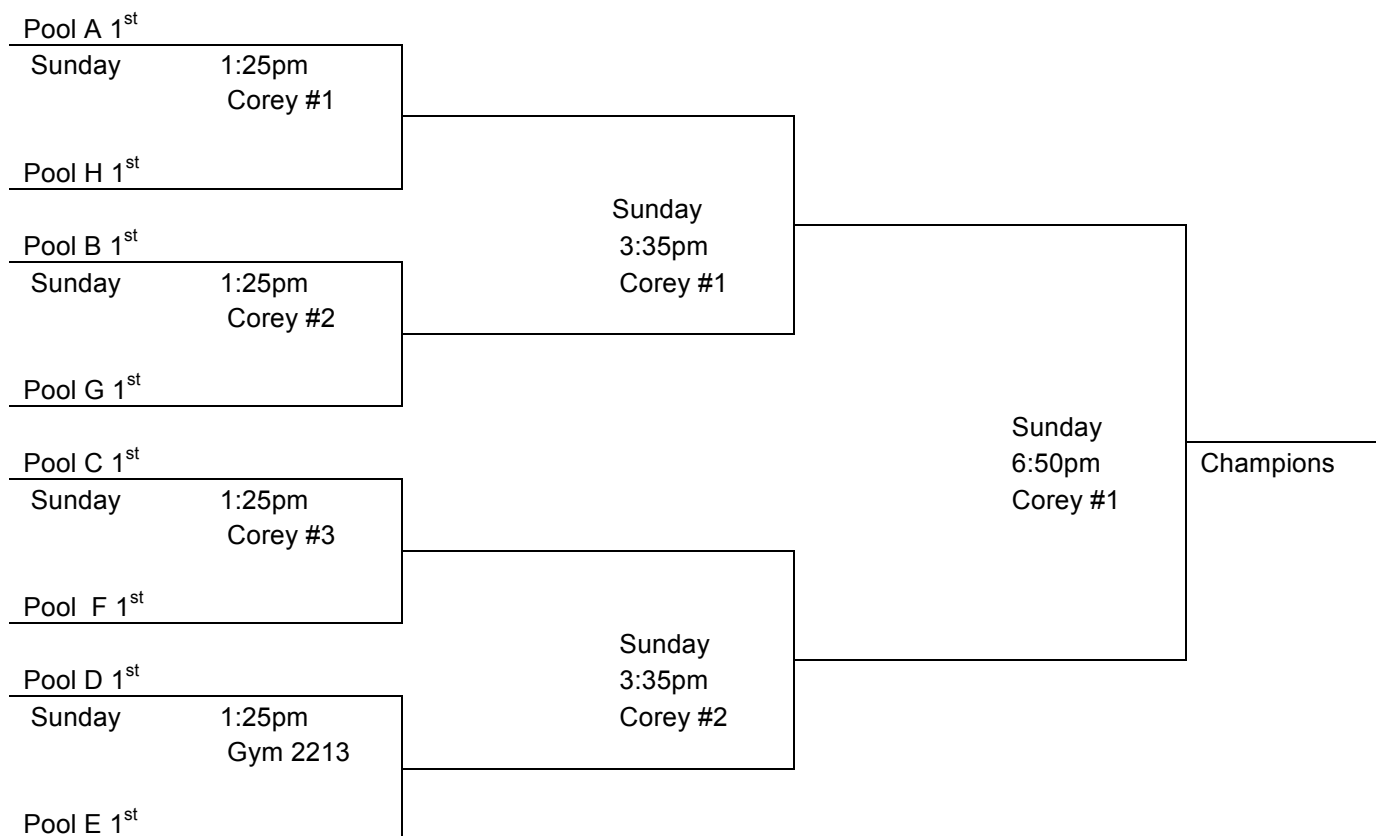 Pool A 1st
Sunday 1:25pm
Corey #1
Pool H 1st
Pool B 1st
Sunday 1:25pm
Corey #2
Pool G 1st
Pool C 1st
Sunday 1:25pm
Corey #3
Pool F 1st
Pool D 1st
Sunday 1:25pm
Gym 2213
Pool E 1st
Sunday
3:35pm
Corey #1
Sunday
3:35pm
Corey #2
Sunday
6:50pm
Corey #1
Champions